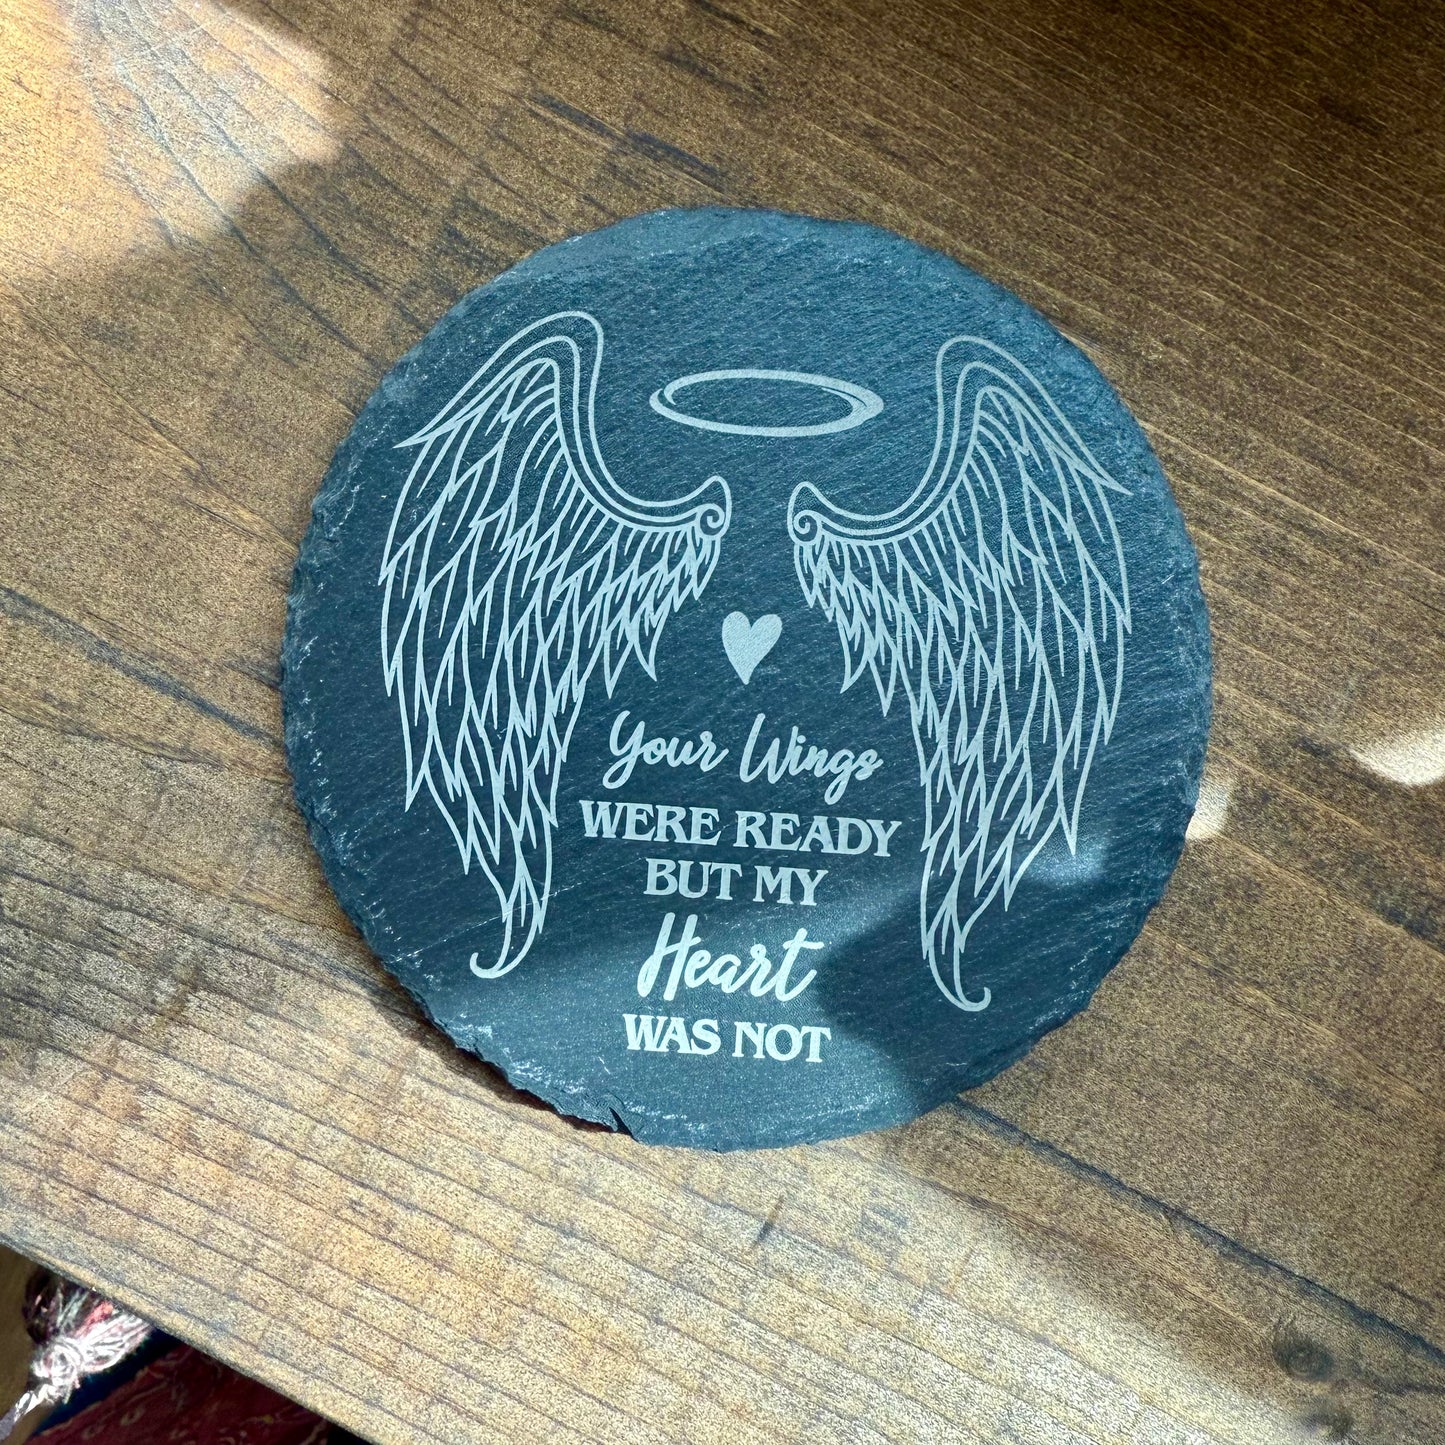 Your Wings
WERE READY
BUT MY
Heart
WAS NOT